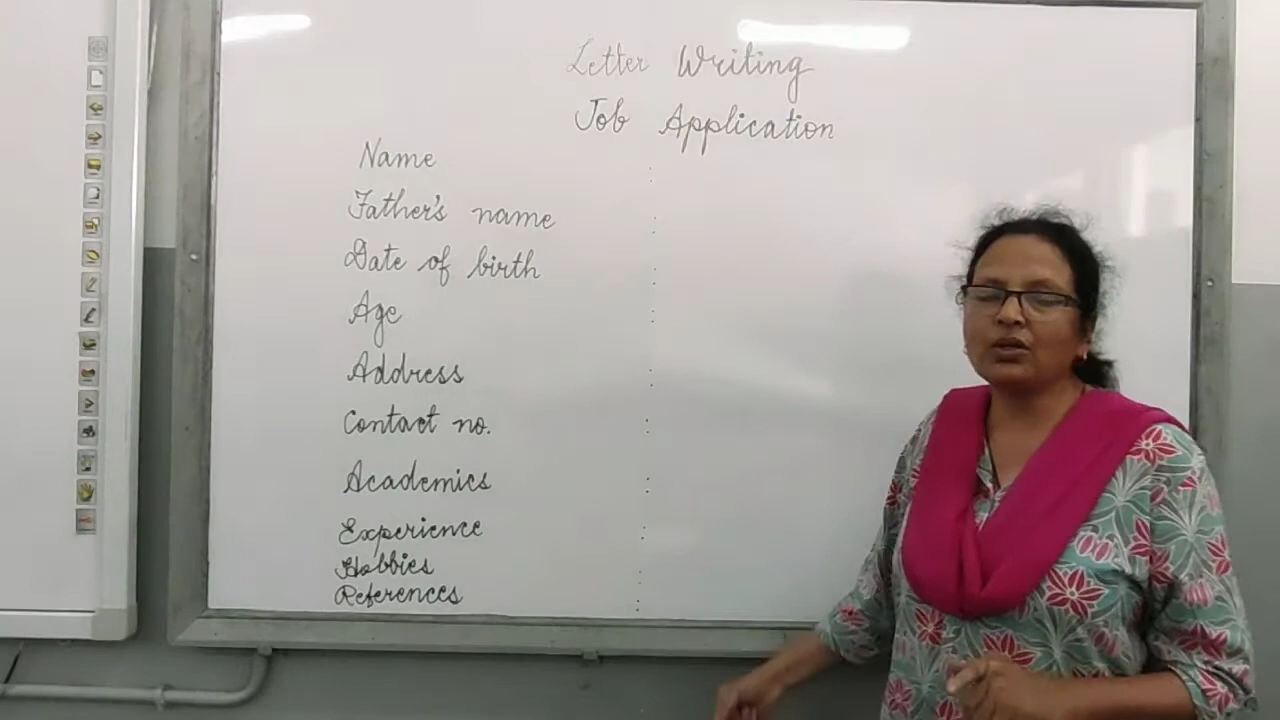 Letter Writing
Job Application
Name :
Father's name :
Date of birth :
Age :
Address :
Contact no. :
Academics :
Experience :
Hobbies :
References :